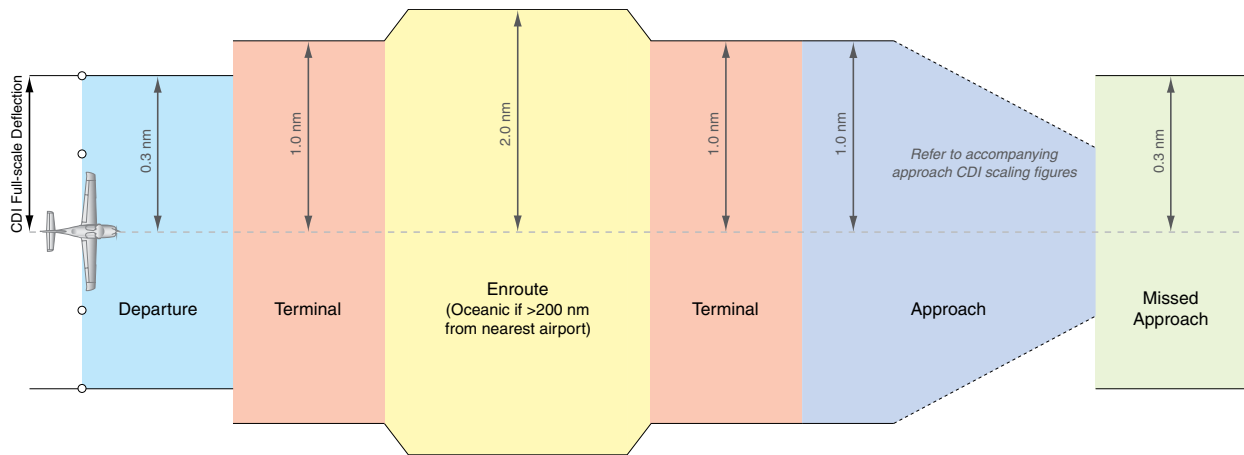 CDI Full-scale Deflection
0.3 nm
Departure
1.0 nm
Terminal
2.0 nm
Enroute
(Oceanic if >200 nm
from nearest airport)
1.0 nm
Terminal
1.0 nm
Refer to accompanying
approach CDI scaling figures
Approach
0.3 nm
Missed
Approach